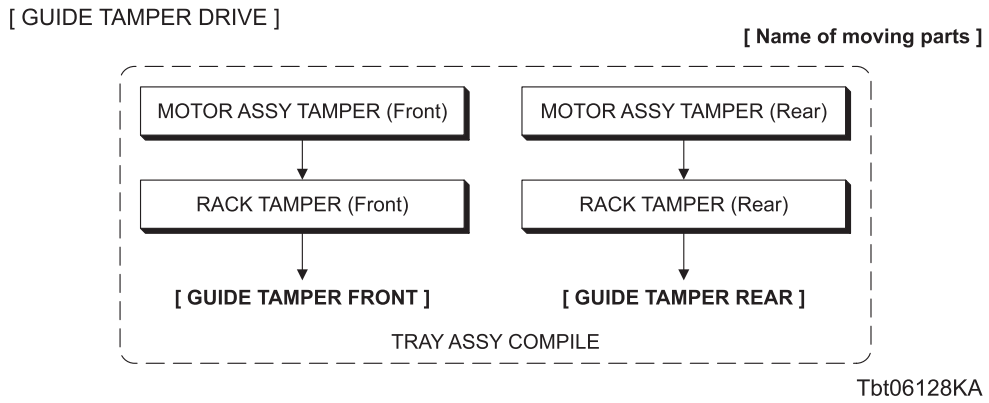 [ GUIDE TAMPER DRIVE ]
[ Name of moving parts ]
MOTOR ASSY TAMPER (Front)
MOTOR ASSY TAMPER (Rear)
RACK TAMPER (Front)
RACK TAMPER (Rear)
[ GUIDE TAMPER FRONT ]
[ GUIDE TAMPER REAR ]
TRAY ASSY COMPILE
Tbt06128KA